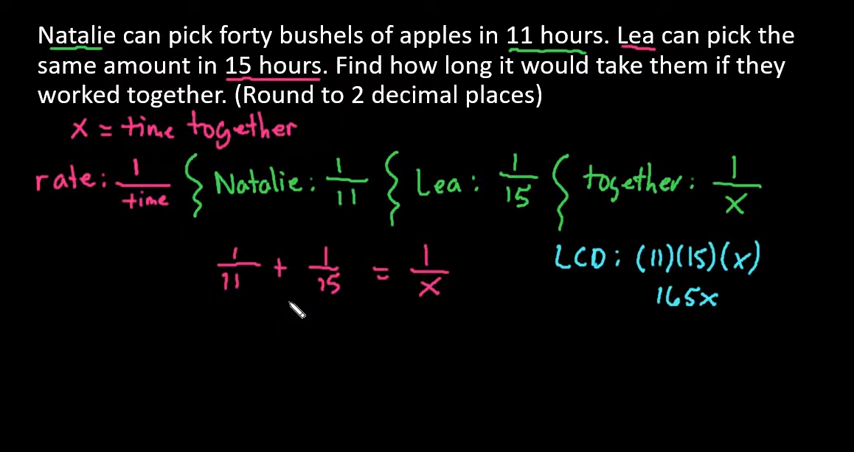 Natalie can pick forty bushels of apples in 11 hours. Lea can pick the
same amount in 15 hours. Find how long it would take them if they
worked together. (Round to 2 decimal places)
x = time together
rate: 1/time { Natalie: 1/11 { Lea: 1/15 { together: 1/x
1/11 + 1/15 = 1/x
LCD: (11)(15)(x)
165x